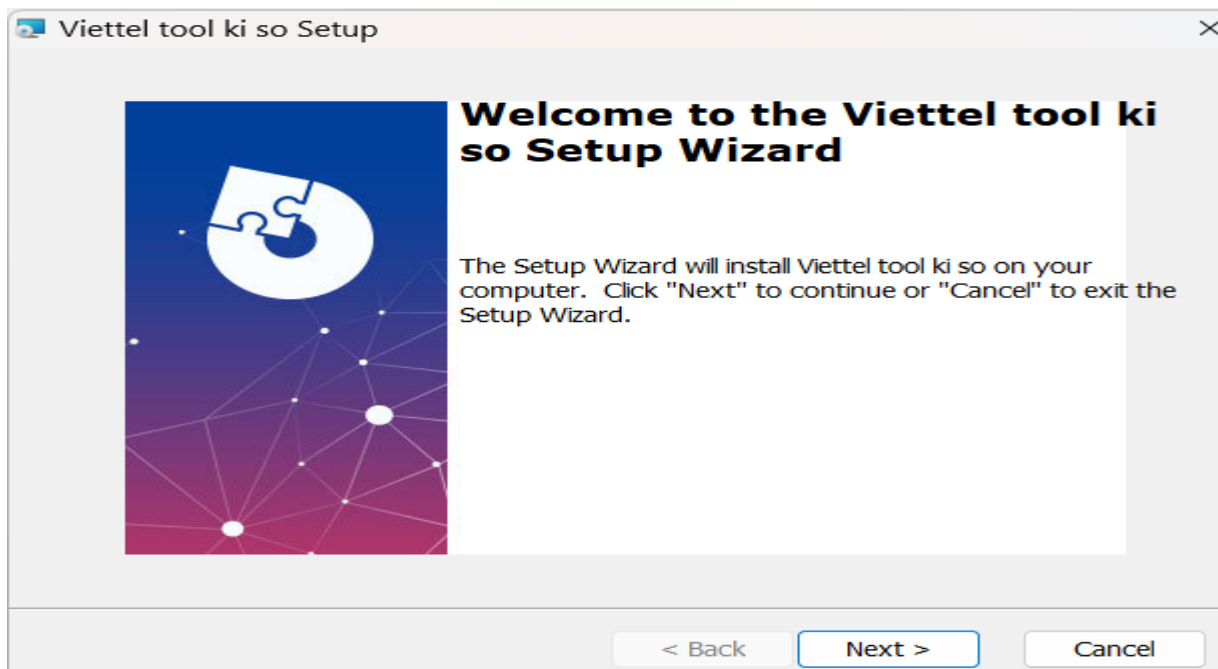 Viettel tool ki so Setup
Welcome to the Viettel tool ki
so Setup Wizard
The Setup Wizard will install Viettel tool ki so on your
computer.  Click "Next" to continue or "Cancel" to exit the
Setup Wizard.
< Back
Next >
Cancel